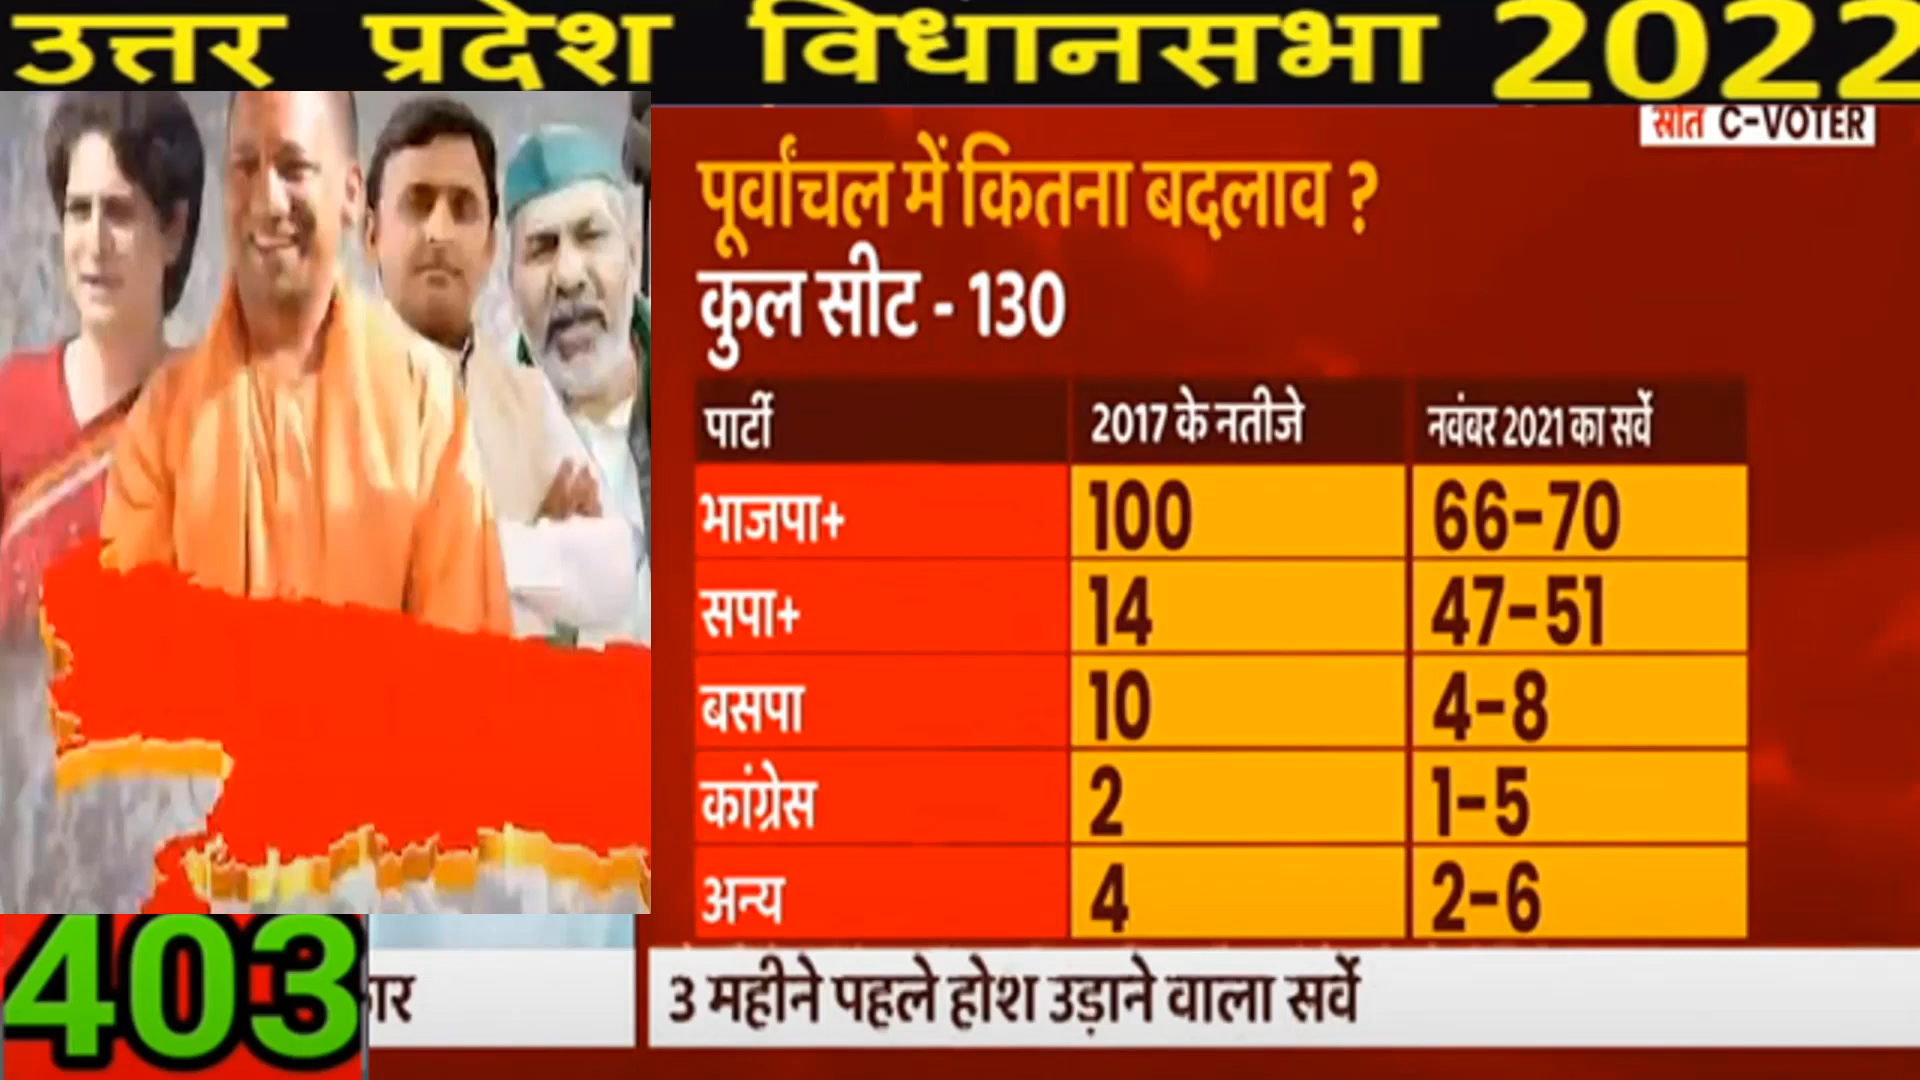 उत्तर प्रदेश विधानसभा 2022
स्रोत C-VOTER
पूर्वांचल में कितना बदलाव ?
कुल सीट - 130
पार्टी 2017 के नतीजे नवंबर 2021 का सर्वे
भाजपा+ 100 66-70
सपा+ 14 47-51
बसपा 10 4-8
कांग्रेस 2 1-5
अन्य 4 2-6
403
3 महीने पहले होश उड़ाने वाला सर्वे